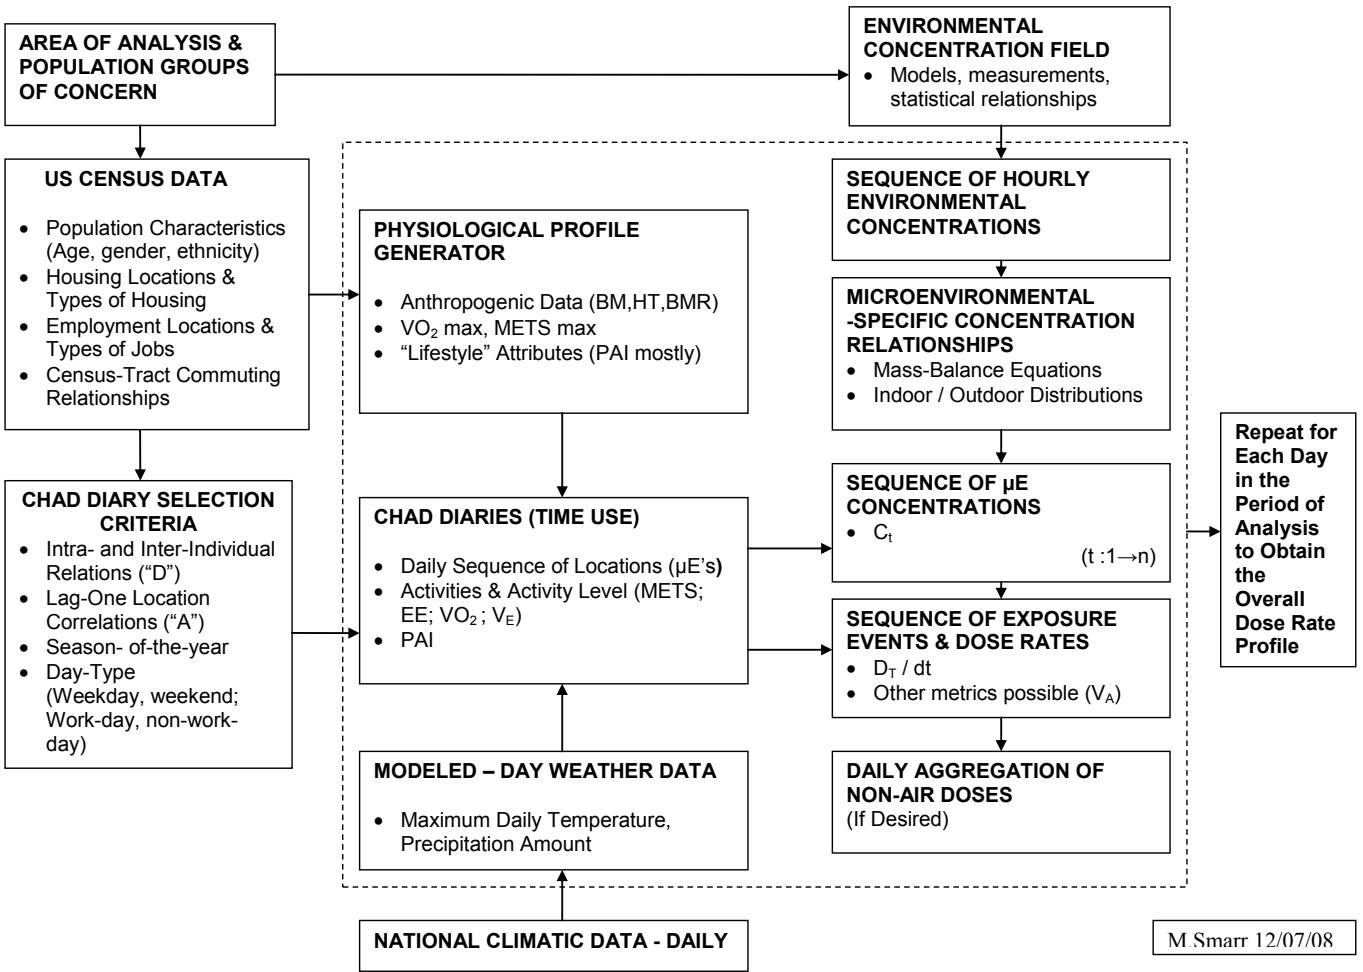 AREA OF ANALYSIS &
POPULATION GROUPS
OF CONCERN
ENVIRONMENTAL
CONCENTRATION FIELD
• Models, measurements,
statistical relationships
US CENSUS DATA
• Population Characteristics
(Age, gender, ethnicity)
• Housing Locations &
Types of Housing
• Employment Locations &
Types of Jobs
• Census-Tract Commuting
Relationships
PHYSIOLOGICAL PROFILE
GENERATOR
• Anthropogenic Data (BM,HT,BMR)
• VO2 max, METS max
• “Lifestyle” Attributes (PAI mostly)
SEQUENCE OF HOURLY
ENVIRONMENTAL
CONCENTRATIONS
MICROENVIRONMENTAL
-SPECIFIC CONCENTRATION
RELATIONSHIPS
• Mass-Balance Equations
• Indoor / Outdoor Distributions
CHAD DIARY SELECTION
CRITERIA
• Intra- and Inter-Individual
Relations (“D”)
• Lag-One Location
Correlations (“A”)
• Season- of-the-year
• Day-Type
(Weekday, weekend;
Work-day, non-work-
day)
CHAD DIARIES (TIME USE)
• Daily Sequence of Locations (µE’s)
• Activities & Activity Level (METS;
EE; VO2 ; VE)
• PAI
SEQUENCE OF µE
CONCENTRATIONS
• Ct
(t :1→n)
SEQUENCE OF EXPOSURE
EVENTS & DOSE RATES
• DT / dt
• Other metrics possible (VA)
MODELED – DAY WEATHER DATA
• Maximum Daily Temperature,
Precipitation Amount
DAILY AGGREGATION OF
NON-AIR DOSES
(If Desired)
NATIONAL CLIMATIC DATA - DAILY
Repeat for
Each Day
in the
Period of
Analysis
to Obtain
the
Overall
Dose Rate
Profile
M.Smarr 12/07/08